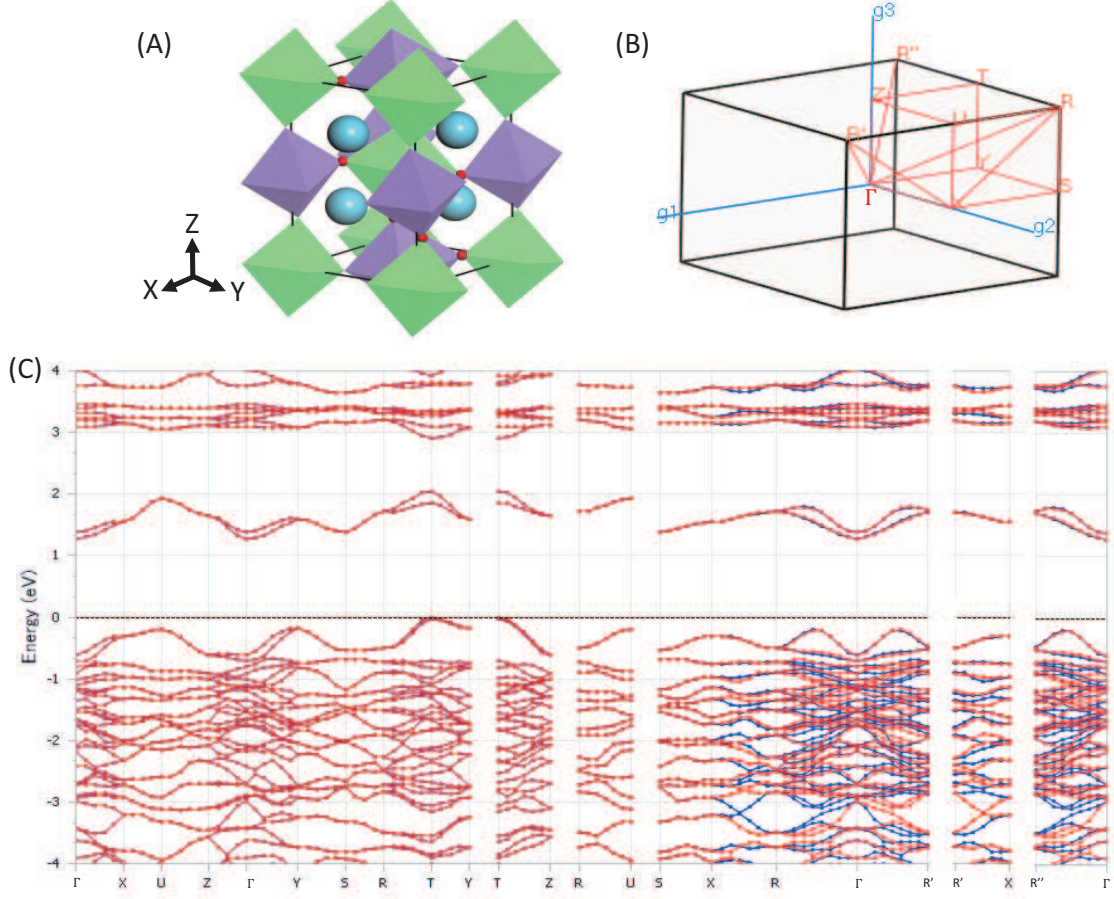 (A)
Z
X
Y
(B)
g3
R''
T
Z
U
R
R'
Y
S
Γ
g1
g2
(C)
Energy (eV)
4
3
2
1
0
-1
-2
-3
-4
Γ X U Z Γ Y S R T Y T Z R U S X R Γ R' R' X R'' Γ